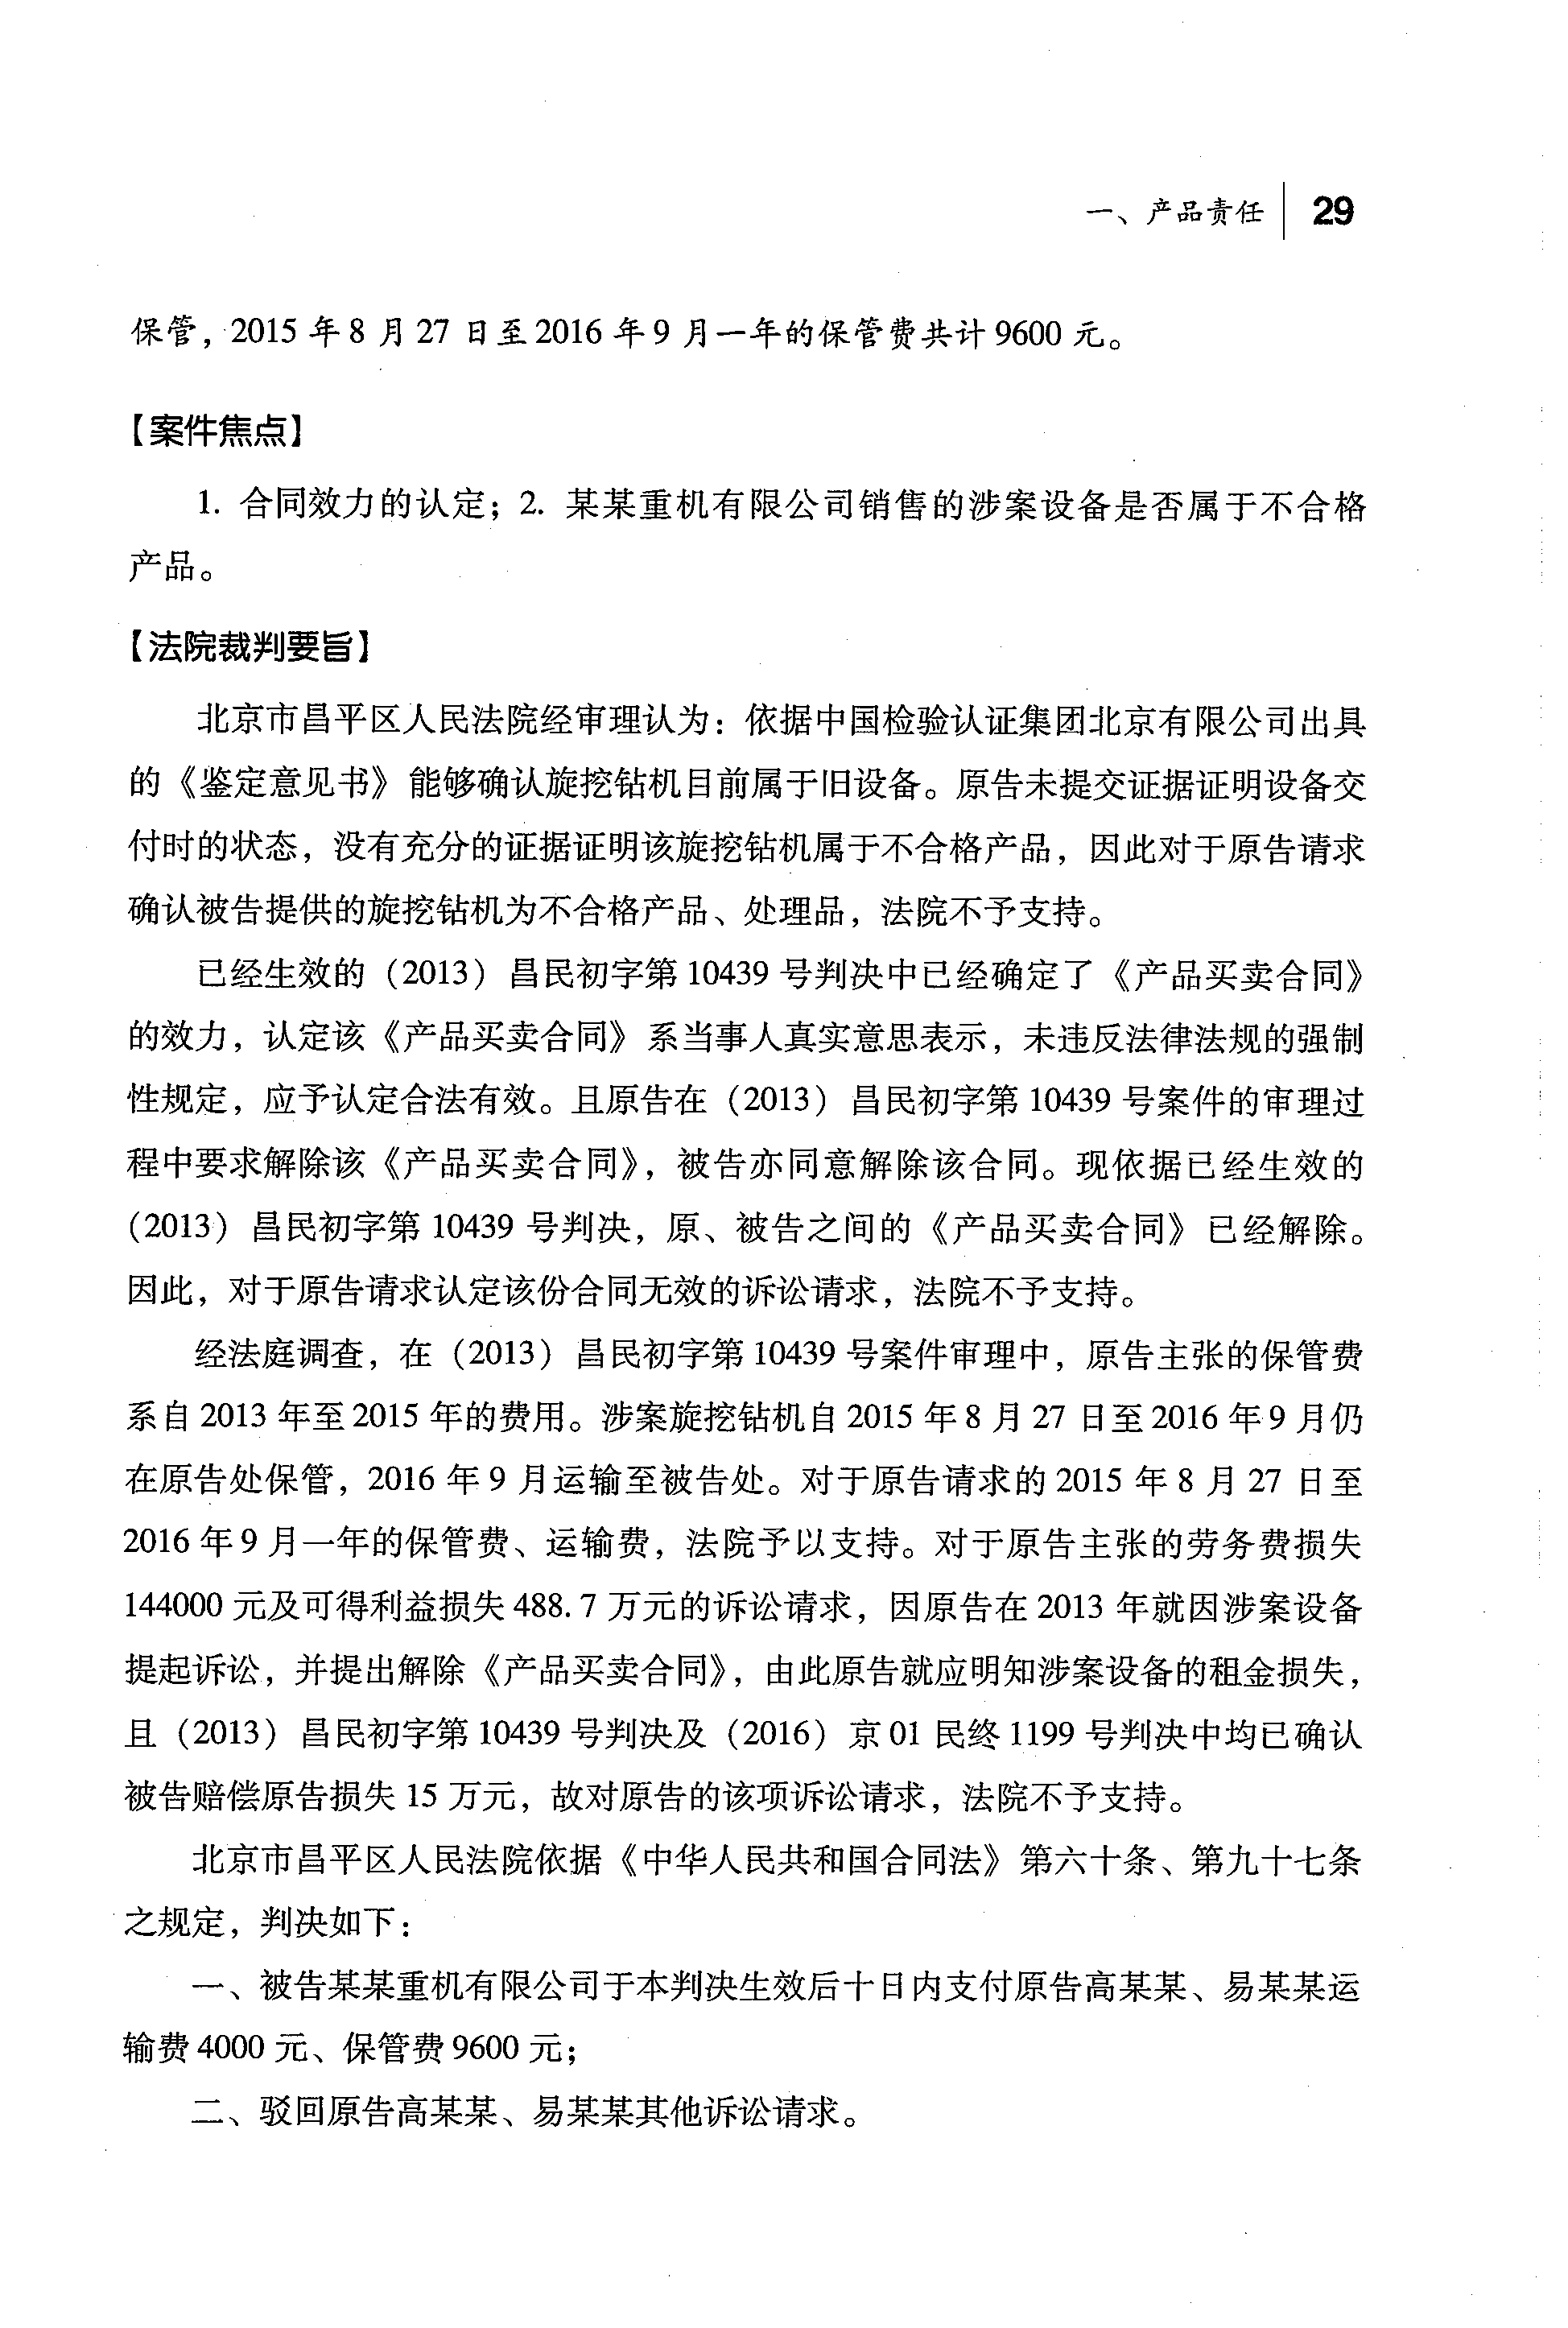 一、产品责任 29
保管，2015年8月27日至2016年9月一年的保管费共计9600元。
【案件焦点】
1. 合同效力的认定；2. 某某重机有限公司销售的涉案设备是否属于不合格
产品。
【法院裁判要旨】
北京市昌平区人民法院经审理认为：依据中国检验认证集团北京有限公司出具
的《鉴定意见书》能够确认旋挖钻机目前属于旧设备。原告未提交证据证明设备交
付时的状态，没有充分的证据证明该旋挖钻机属于不合格产品，因此对于原告请求
确认被告提供的旋挖钻机为不合格产品、处理品，法院不予支持。
已经生效的（2013）昌民初字第10439号判决中已经确定了《产品买卖合同》
的效力，认定该《产品买卖合同》系当事人真实意思表示，未违反法律法规的强制
性规定，应予认定合法有效。且原告在（2013）昌民初字第10439号案件的审理过
程中要求解除该《产品买卖合同》，被告亦同意解除该合同。现依据已经生效的
（2013）昌民初字第10439号判决，原、被告之间的《产品买卖合同》已经解除。
因此，对于原告请求认定该份合同无效的诉讼请求，法院不予支持。
经法庭调查，在（2013）昌民初字第10439号案件审理中，原告主张的保管费
系自2013年至2015年的费用。涉案旋挖钻机自2015年8月27日至2016年9月仍
在原告处保管，2016年9月运输至被告处。对于原告请求的2015年8月27日至
2016年9月一年的保管费、运输费，法院予以支持。对于原告主张的劳务费损失
144000元及可得利益损失488.7万元的诉讼请求，因原告在2013年就因涉案设备
提起诉讼，并提出解除《产品买卖合同》，由此原告就应明知涉案设备的租金损失，
且（2013）昌民初字第10439号判决及（2016）京01民终1199号判决中均已确认
被告赔偿原告损失15万元，故对原告的该项诉讼请求，法院不予支持。
北京市昌平区人民法院依据《中华人民共和国合同法》第六十条、第九十七条
之规定，判决如下：
一、被告某某重机有限公司于本判决生效后十日内支付原告高某某、易某某运
输费4000元、保管费9600元；
二、驳回原告高某某、易某某其他诉讼请求。